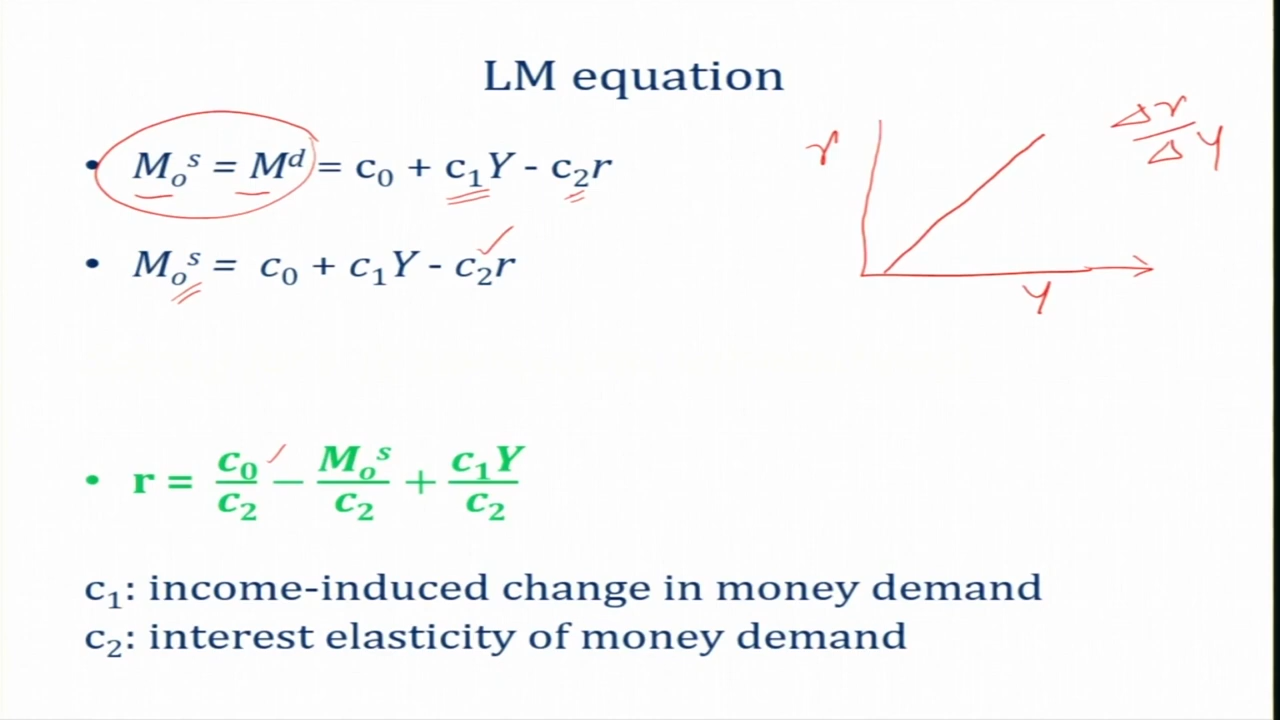 LM equation
• Mₒˢ = Mᵈ = c₀ + c₁Y - c₂r
r
Δr/ΔY
• Mₒˢ = c₀ + c₁Y - c₂r
Y
• r = c₀/c₂ − Mₒˢ/c₂ + c₁Y/c₂
c₁: income-induced change in money demand
c₂: interest elasticity of money demand